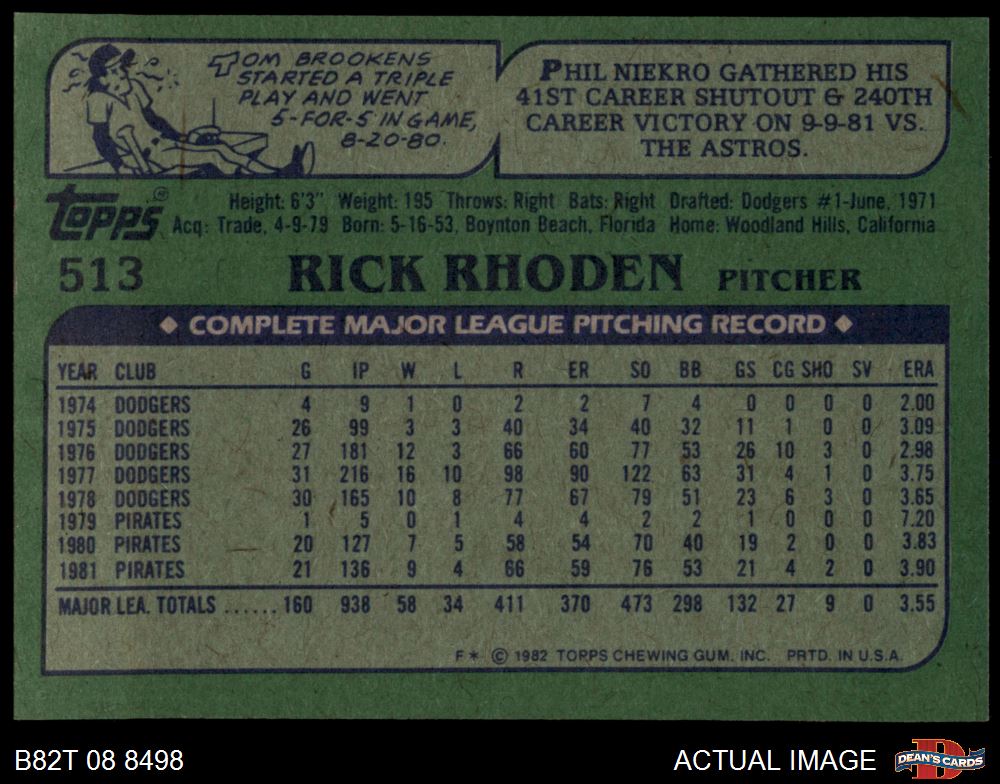 TOM BROOKENS
STARTED A TRIPLE
PLAY AND WENT
5-FOR-5 IN GAME,
8-20-80.
PHIL NIEKRO GATHERED HIS
41ST CAREER SHUTOUT & 240TH
CAREER VICTORY ON 9-9-81 VS.
THE ASTROS.
TOPPS®
Height: 6'3" Weight: 195 Throws: Right Bats: Right Drafted: Dodgers #1-June, 1971
Acq: Trade, 4-9-79 Born: 5-16-53, Boynton Beach, Florida Home: Woodland Hills, California
513 RICK RHODEN PITCHER
◆ COMPLETE MAJOR LEAGUE PITCHING RECORD ◆
YEAR CLUB G IP W L R ER SO BB GS CG SHO SV ERA
1974 DODGERS 4 9 1 0 2 2 7 4 0 0 0 0 2.00
1975 DODGERS 26 99 3 3 40 34 40 32 11 1 0 0 3.09
1976 DODGERS 27 181 12 3 66 60 77 53 26 10 3 0 2.98
1977 DODGERS 31 216 16 10 98 90 122 63 31 4 1 0 3.75
1978 DODGERS 30 165 10 8 77 67 79 51 23 6 3 0 3.65
1979 PIRATES 1 5 0 1 4 4 2 2 1 0 0 0 7.20
1980 PIRATES 20 127 7 5 58 54 70 40 19 2 0 0 3.83
1981 PIRATES 21 136 9 4 66 59 76 53 21 4 2 0 3.90
MAJOR LEA. TOTALS ...... 160 938 58 34 411 370 473 298 132 27 9 0 3.55
F* © 1982 TOPPS CHEWING GUM, INC. PRTD. IN U.S.A.
B82T 08 8498
ACTUAL IMAGE
DEAN'S CARDS